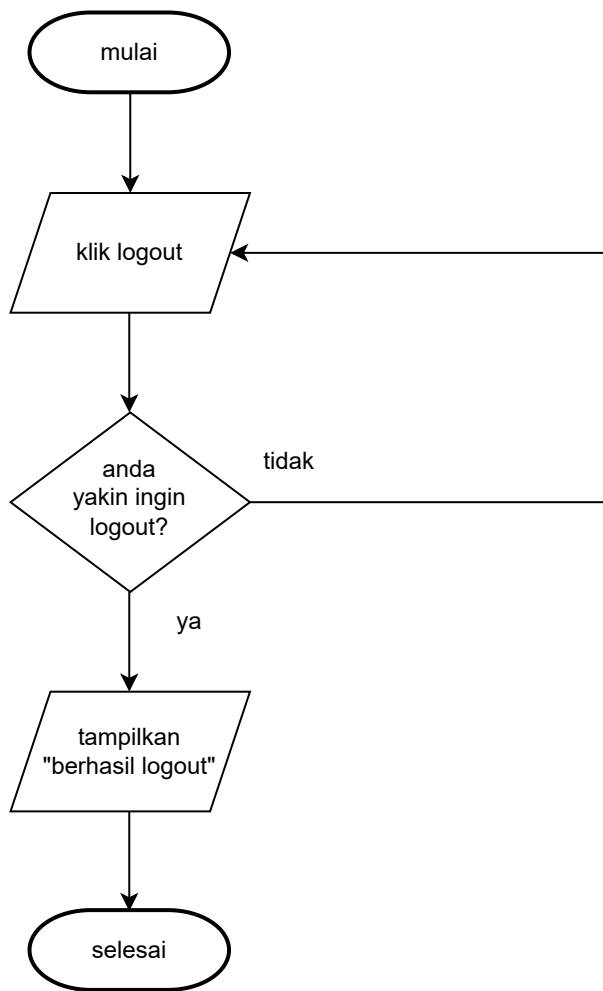 mulai
klik logout
anda
yakin ingin
logout?
tidak
ya
tampilkan
"berhasil logout"
selesai